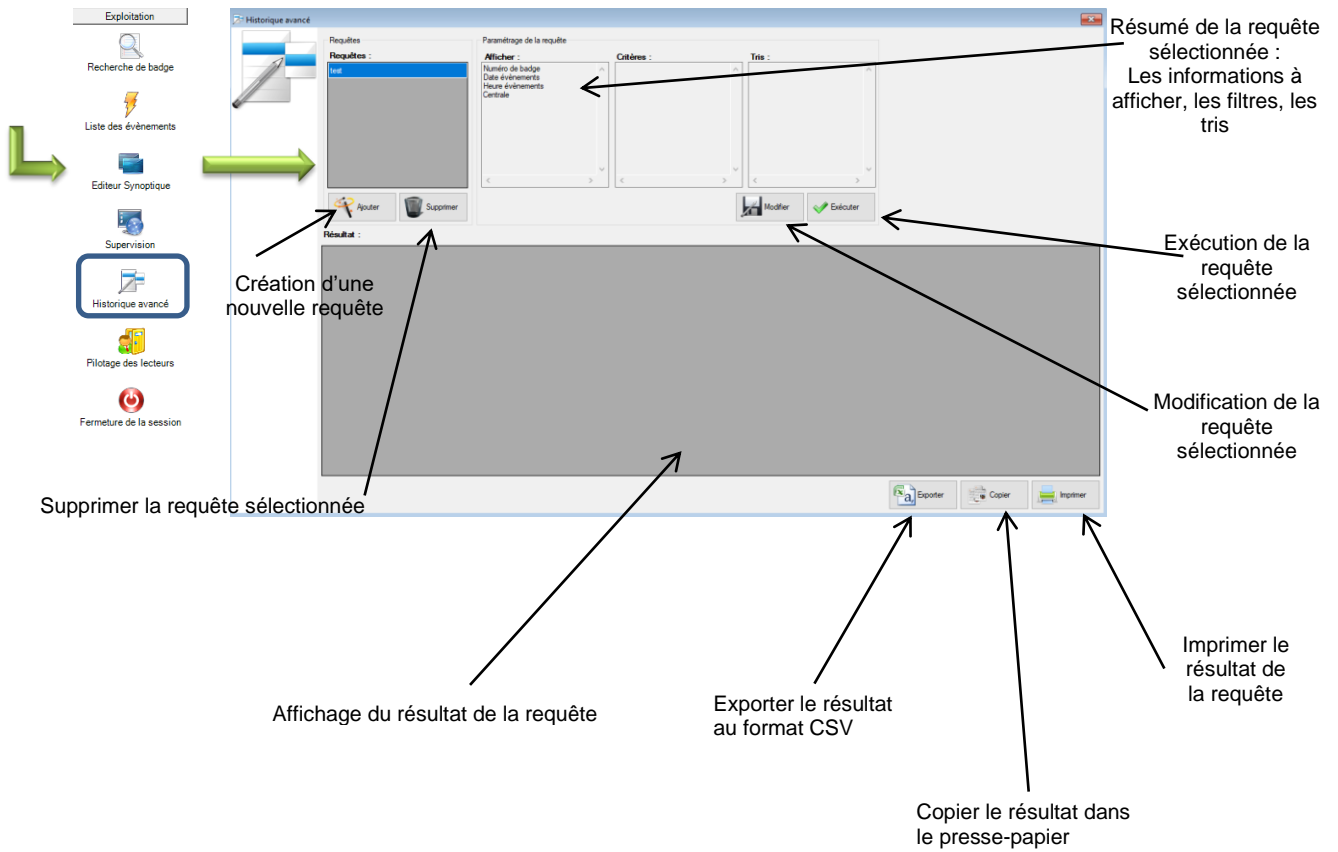 Exploitation
Recherche de badge
Liste des évènements
Editeur Synoptique
Supervision
Historique avancé
Pilotage des lecteurs
Fermeture de la session
Historique avancé
Requêtes
Requêtes :
test
Ajouter
Supprimer
Paramétrage de la requête
Afficher :
Numéro de badge
Date évènements
Heure évènements
Centrale
Critères :
Tris :
Modifier
Exécuter
Résultat :
Exporter
Copier
Imprimer
Résumé de la requête
sélectionnée :
Les informations à
afficher, les filtres, les
tris
Exécution de la
requête
sélectionnée
Création d’une
nouvelle requête
Modification de la
requête
sélectionnée
Supprimer la requête sélectionnée
Imprimer le
résultat de
la requête
Affichage du résultat de la requête
Exporter le résultat
au format CSV
Copier le résultat dans
le presse-papier